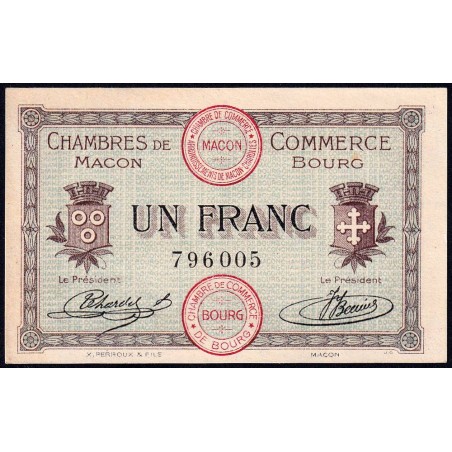 CHAMBRE DE COMMERCE
MACON
CHAMBRES DE COMMERCE
MACON BOURG
UN FRANC
796005
Le Président Le Président
CHAMBRE DE COMMERCE
BOURG
DE BOURG
X. PERROUX & FILS MACON